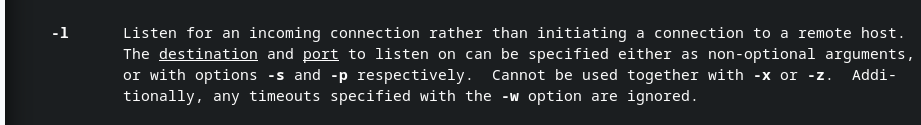 -l Listen for an incoming connection rather than initiating a connection to a remote host.
The destination and port to listen on can be specified either as non-optional arguments,
or with options -s and -p respectively. Cannot be used together with -x or -z. Addi-
tionally, any timeouts specified with the -w option are ignored.